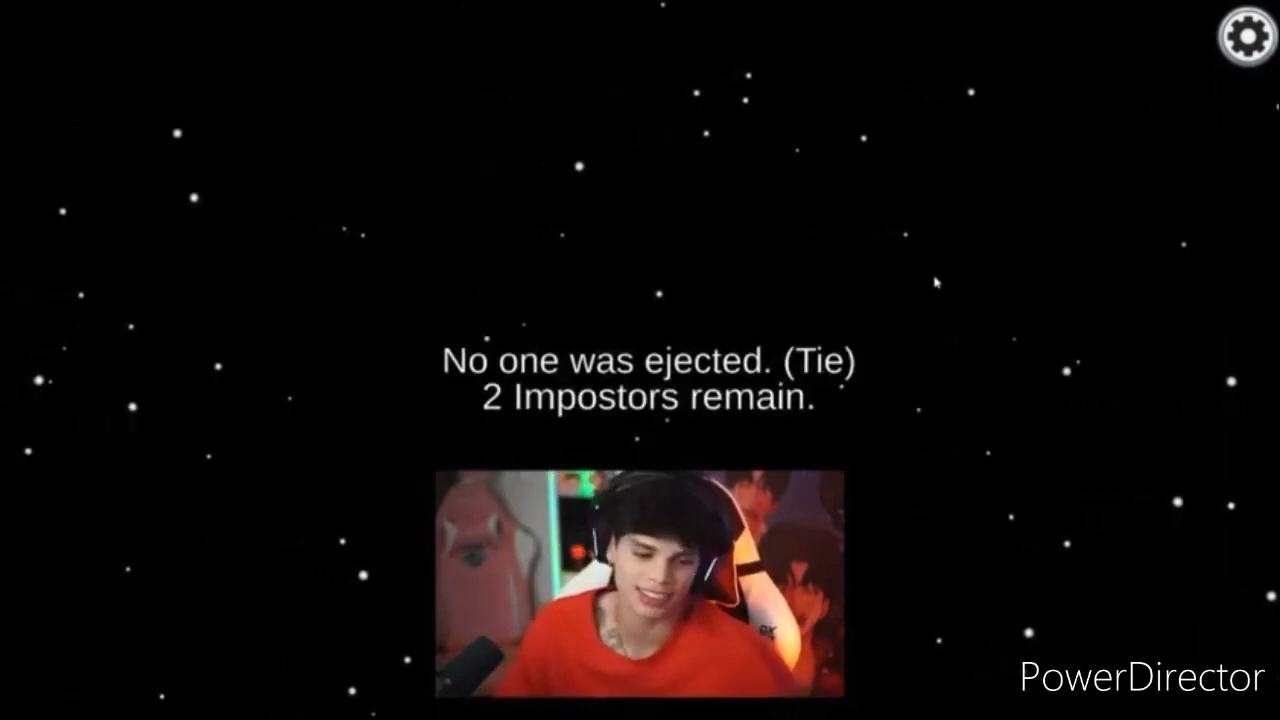 No one was ejected. (Tie)
2 Impostors remain.
PowerDirector